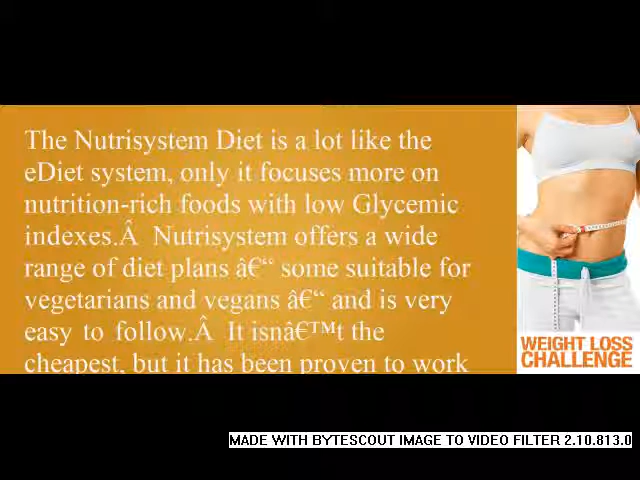 The Nutrisystem Diet is a lot like the
eDiet system, only it focuses more on
nutrition-rich foods with low Glycemic
indexes.Â  Nutrisystem offers a wide
range of diet plans â€“ some suitable for
vegetarians and vegans â€“ and is very
easy to follow.Â  It isnâ€™t the
cheapest, but it has been proven to work
WEIGHT LOSS
CHALLENGE
MADE WITH BYTESCOUT IMAGE TO VIDEO FILTER 2.10.813.0